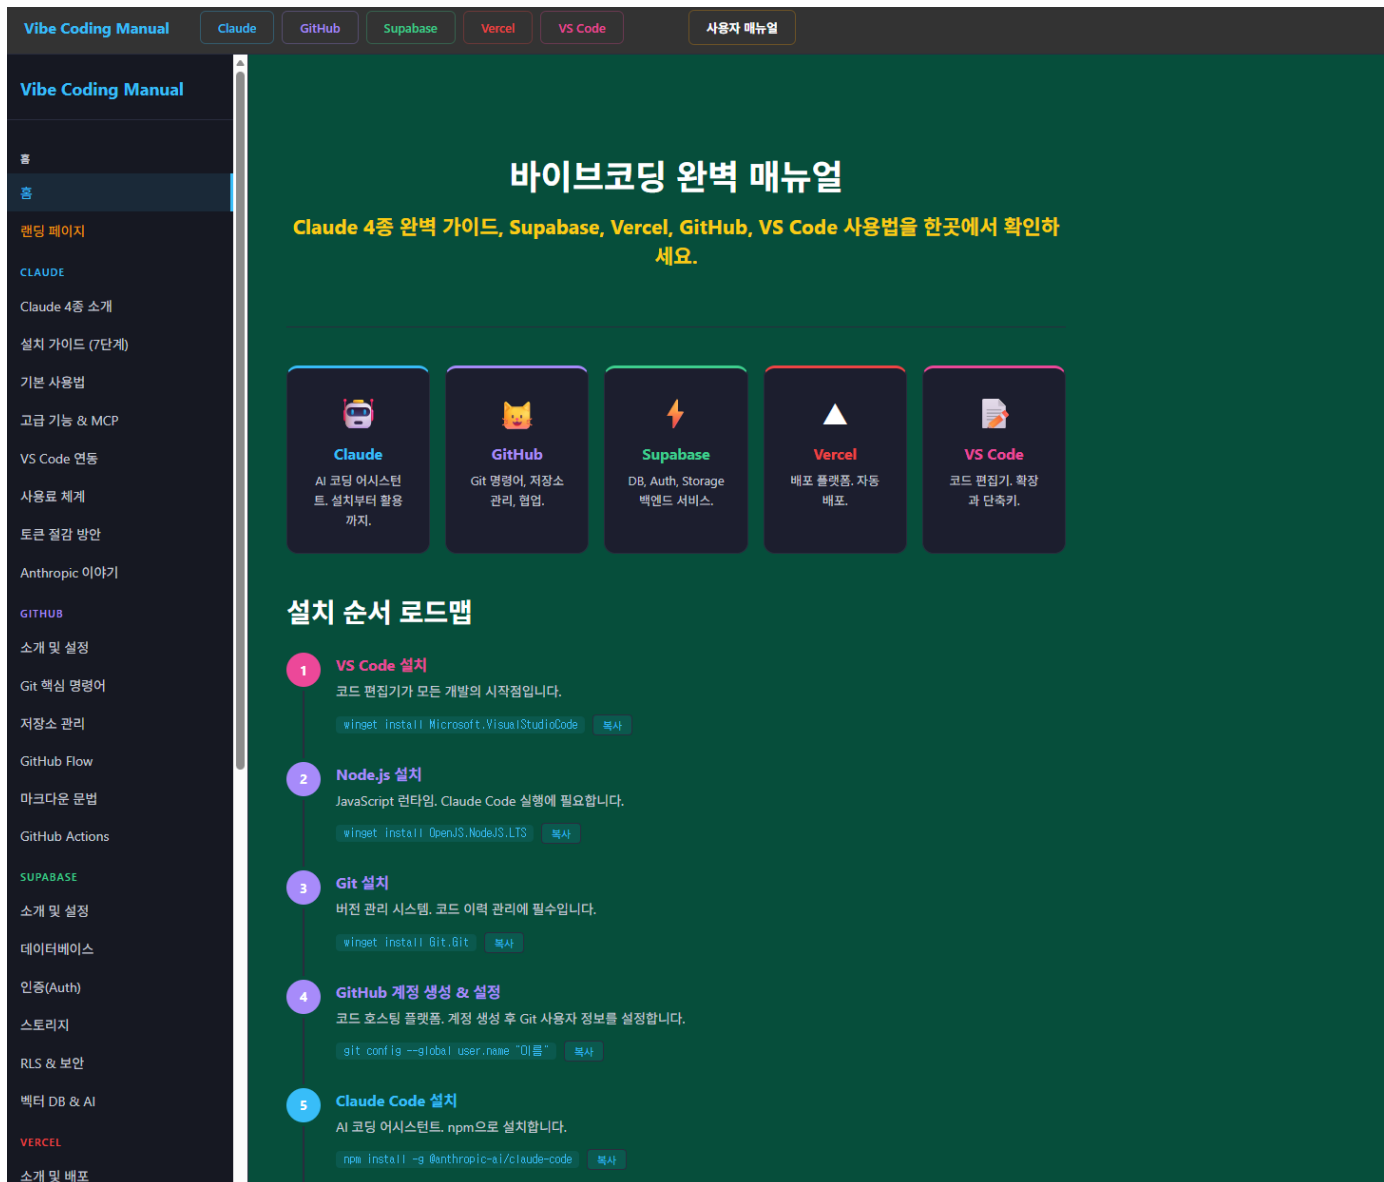 Vibe Coding Manual
Claude
GitHub
Supabase
Vercel
VS Code
사용자 매뉴얼
Vibe Coding Manual
홈
홈
랜딩 페이지
CLAUDE
Claude 4종 소개
설치 가이드 (7단계)
기본 사용법
고급 기능 & MCP
VS Code 연동
사용료 체계
토큰 절감 방안
Anthropic 이야기
GITHUB
소개 및 설정
Git 핵심 명령어
저장소 관리
GitHub Flow
마크다운 문법
GitHub Actions
SUPABASE
소개 및 설정
데이터베이스
인증(Auth)
스토리지
RLS & 보안
벡터 DB & AI
VERCEL
소개 및 배포
바이브코딩 완벽 매뉴얼
Claude 4종 완벽 가이드, Supabase, Vercel, GitHub, VS Code 사용법을 한곳에서 확인하
세요.
Claude
AI 코딩 어시스턴
트. 설치부터 활용
까지.
GitHub
Git 명령어, 저장소
관리, 협업.
Supabase
DB, Auth, Storage
백엔드 서비스.
Vercel
배포 플랫폼. 자동
배포.
VS Code
코드 편집기. 확장
과 단축키.
설치 순서 로드맵
1
VS Code 설치
코드 편집기가 모든 개발의 시작점입니다.
winget install Microsoft.VisualStudioCode
복사
2
Node.js 설치
JavaScript 런타임. Claude Code 실행에 필요합니다.
winget install OpenJS.NodeJS.LTS
복사
3
Git 설치
버전 관리 시스템. 코드 이력 관리에 필수입니다.
winget install Git.Git
복사
4
GitHub 계정 생성 & 설정
코드 호스팅 플랫폼. 계정 생성 후 Git 사용자 정보를 설정합니다.
git config --global user.name "이름"
복사
5
Claude Code 설치
AI 코딩 어시스턴트. npm으로 설치합니다.
npm install -g @anthropic-ai/claude-code
복사